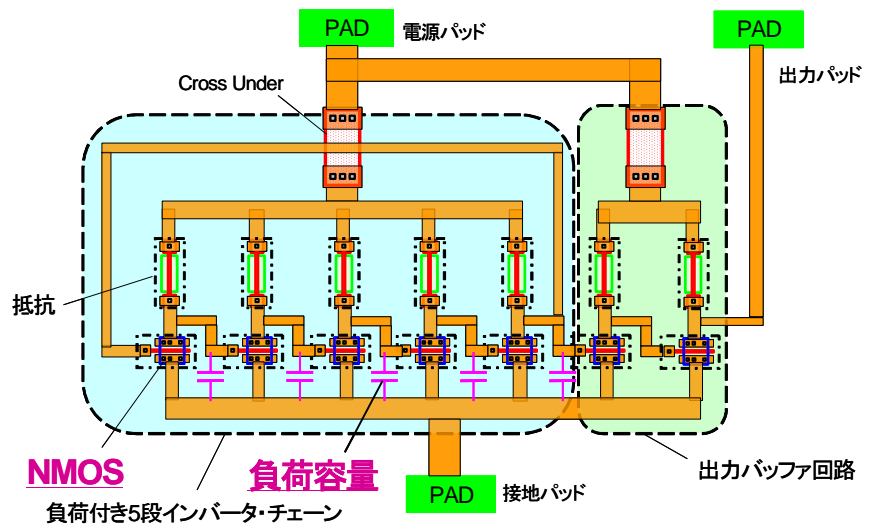 PAD
電源パッド
PAD
出力パッド
Cross Under
抵抗
NMOS
負荷容量
出力バッファ回路
PAD
接地パッド
負荷付き5段インバータ・チェーン